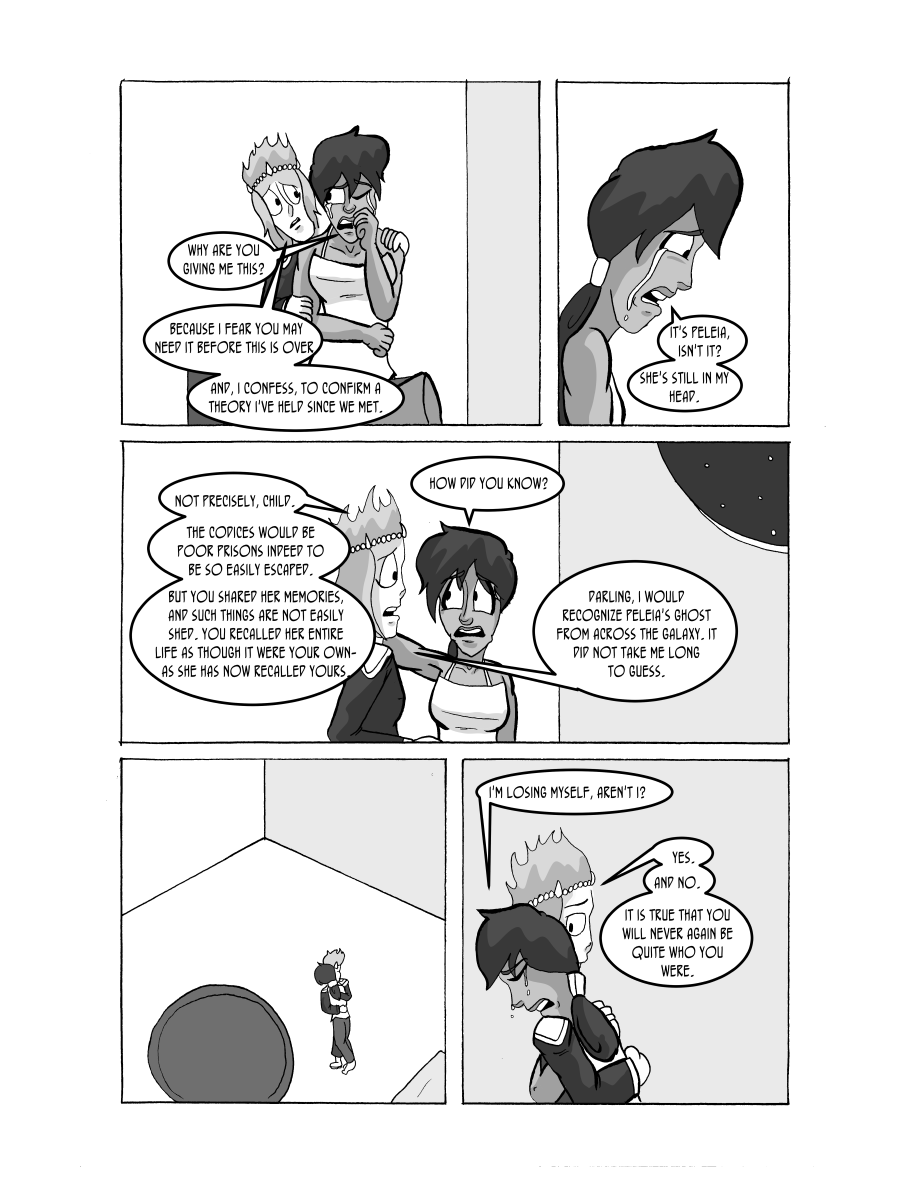 WHY ARE YOU
GIVING ME THIS?
BECAUSE I FEAR YOU MAY
NEED IT BEFORE THIS IS OVER
AND, I CONFESS, TO CONFIRM A
THEORY I'VE HELD SINCE WE MET.
IT'S PELEIA,
ISN'T IT?
SHE'S STILL IN MY
HEAD.
NOT PRECISELY, CHILD.
THE CODICES WOULD BE
POOR PRISONS INDEED TO
BE SO EASILY ESCAPED.
BUT YOU SHARED HER MEMORIES,
AND SUCH THINGS ARE NOT EASILY
SHED. YOU RECALLED HER ENTIRE
LIFE AS THOUGH IT WERE YOUR OWN-
AS SHE HAS NOW RECALLED YOURS.
HOW DID YOU KNOW?
DARLING, I WOULD
RECOGNIZE PELEIA'S GHOST
FROM ACROSS THE GALAXY. IT
DID NOT TAKE ME LONG
TO GUESS.
I'M LOSING MYSELF, AREN'T I?
YES.
AND NO.
IT IS TRUE THAT YOU
WILL NEVER AGAIN BE
QUITE WHO YOU
WERE.